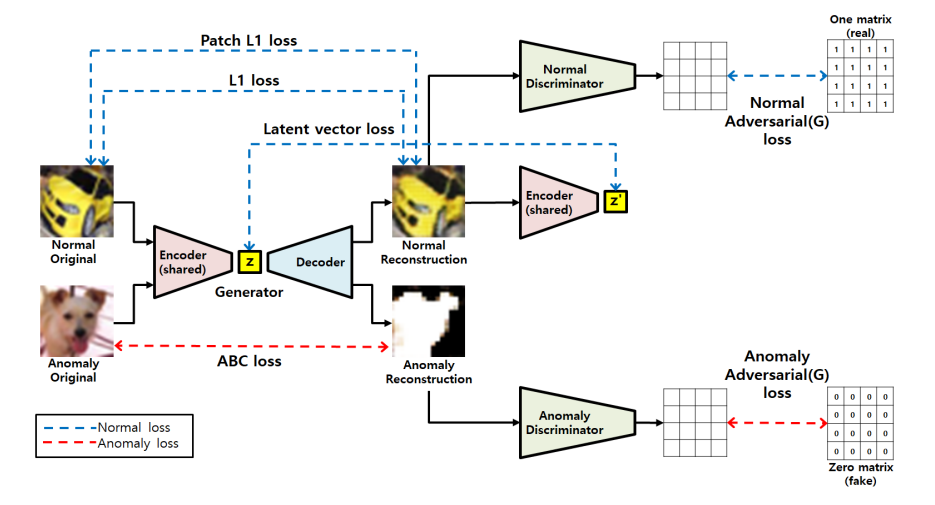 Patch L1 loss
L1 loss
Latent vector loss
Normal
Original
Anomaly
Original
Encoder
(shared)
z
Decoder
Generator
Normal
Reconstruction
Anomaly
Reconstruction
ABC loss
Normal
Discriminator
Encoder
(shared)
z'
Anomaly
Discriminator
One matrix
(real)
1 1 1 1
1 1 1 1
1 1 1 1
1 1 1 1
Normal
Adversarial(G)
loss
Anomaly
Adversarial(G)
loss
0 0 0 0
0 0 0 0
0 0 0 0
0 0 0 0
Zero matrix
(fake)
Normal loss
Anomaly loss